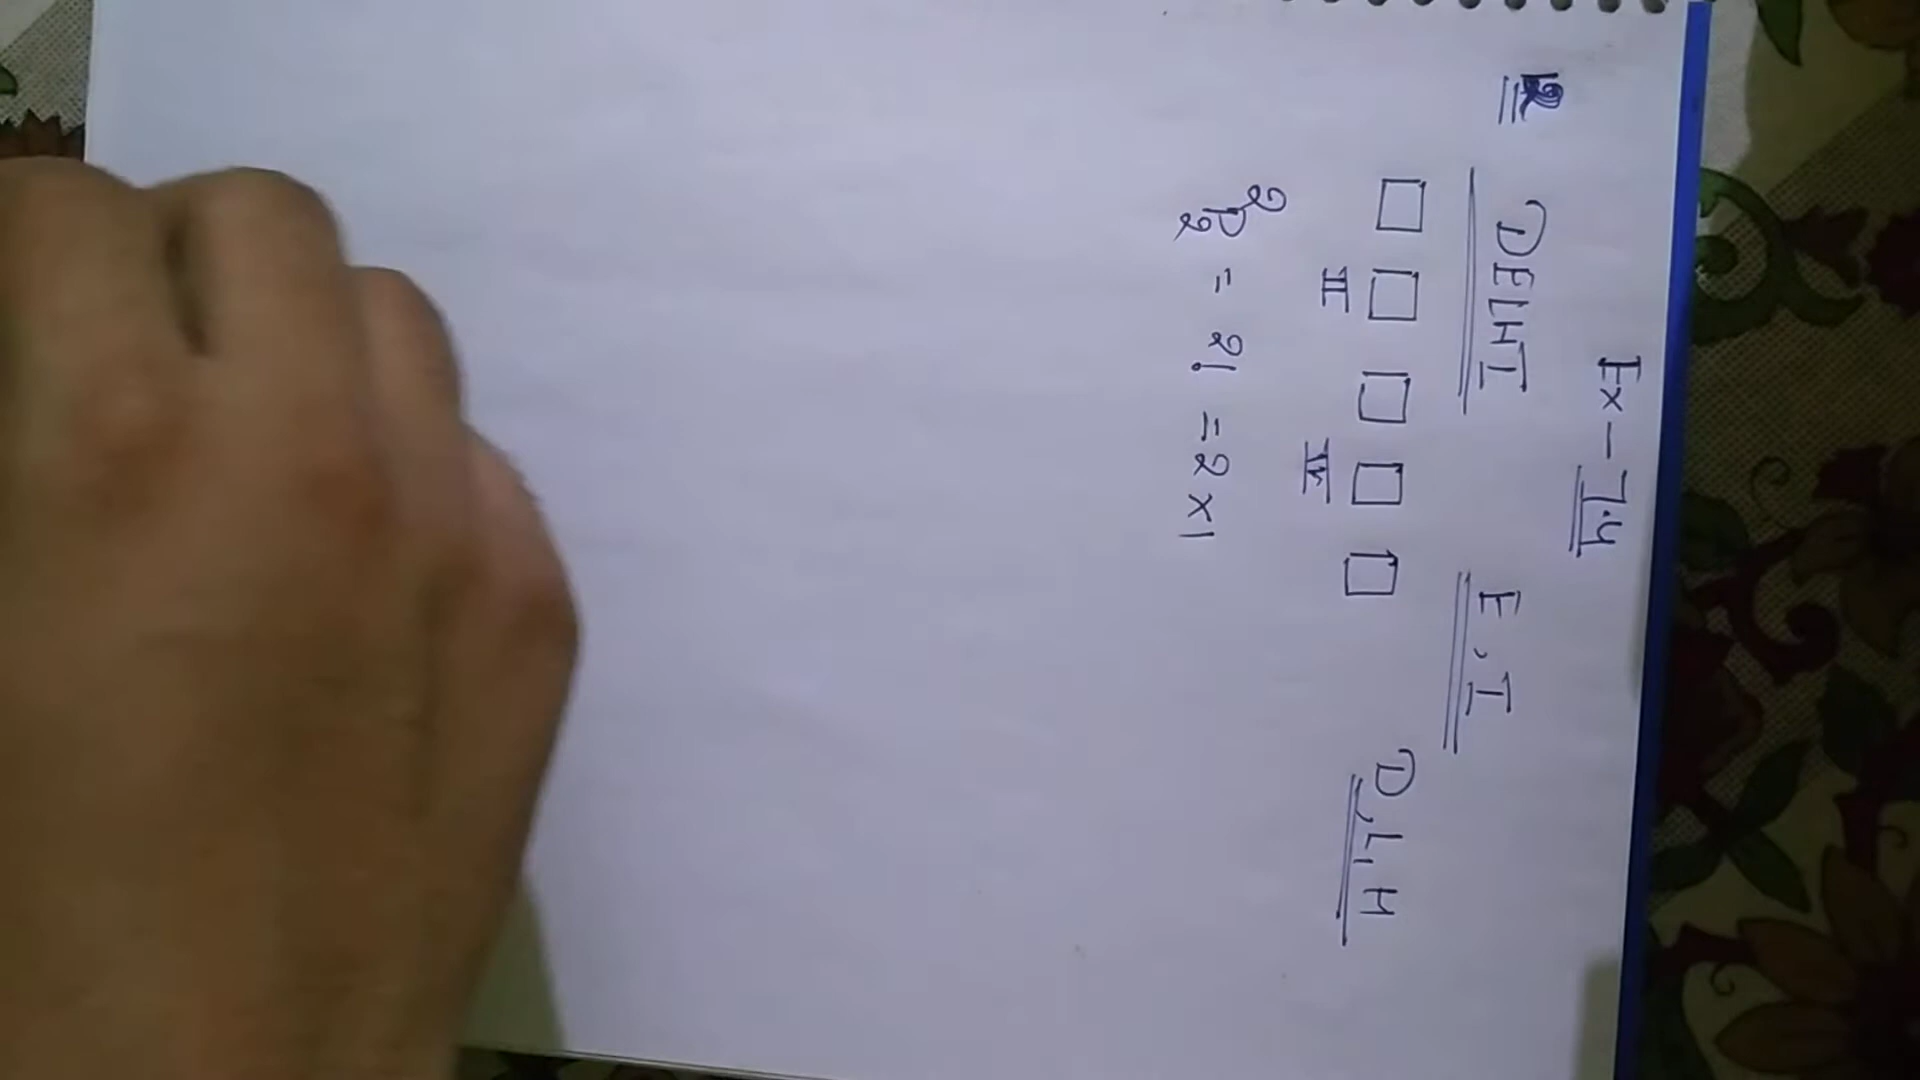 Ex - 7.4
DELHI E, I
D, L, H
II IV
²P₂ = 2! = 2 x 1